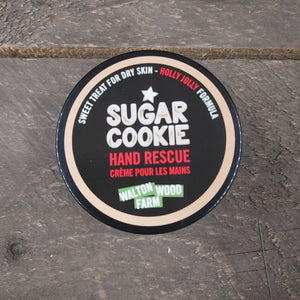 SWEET TREAT FOR DRY SKIN - HOLLY JOLLY FORMULA
SUGAR
COOKIE
HAND RESCUE
CRÈME POUR LES MAINS
WALTON
WOOD
FARM